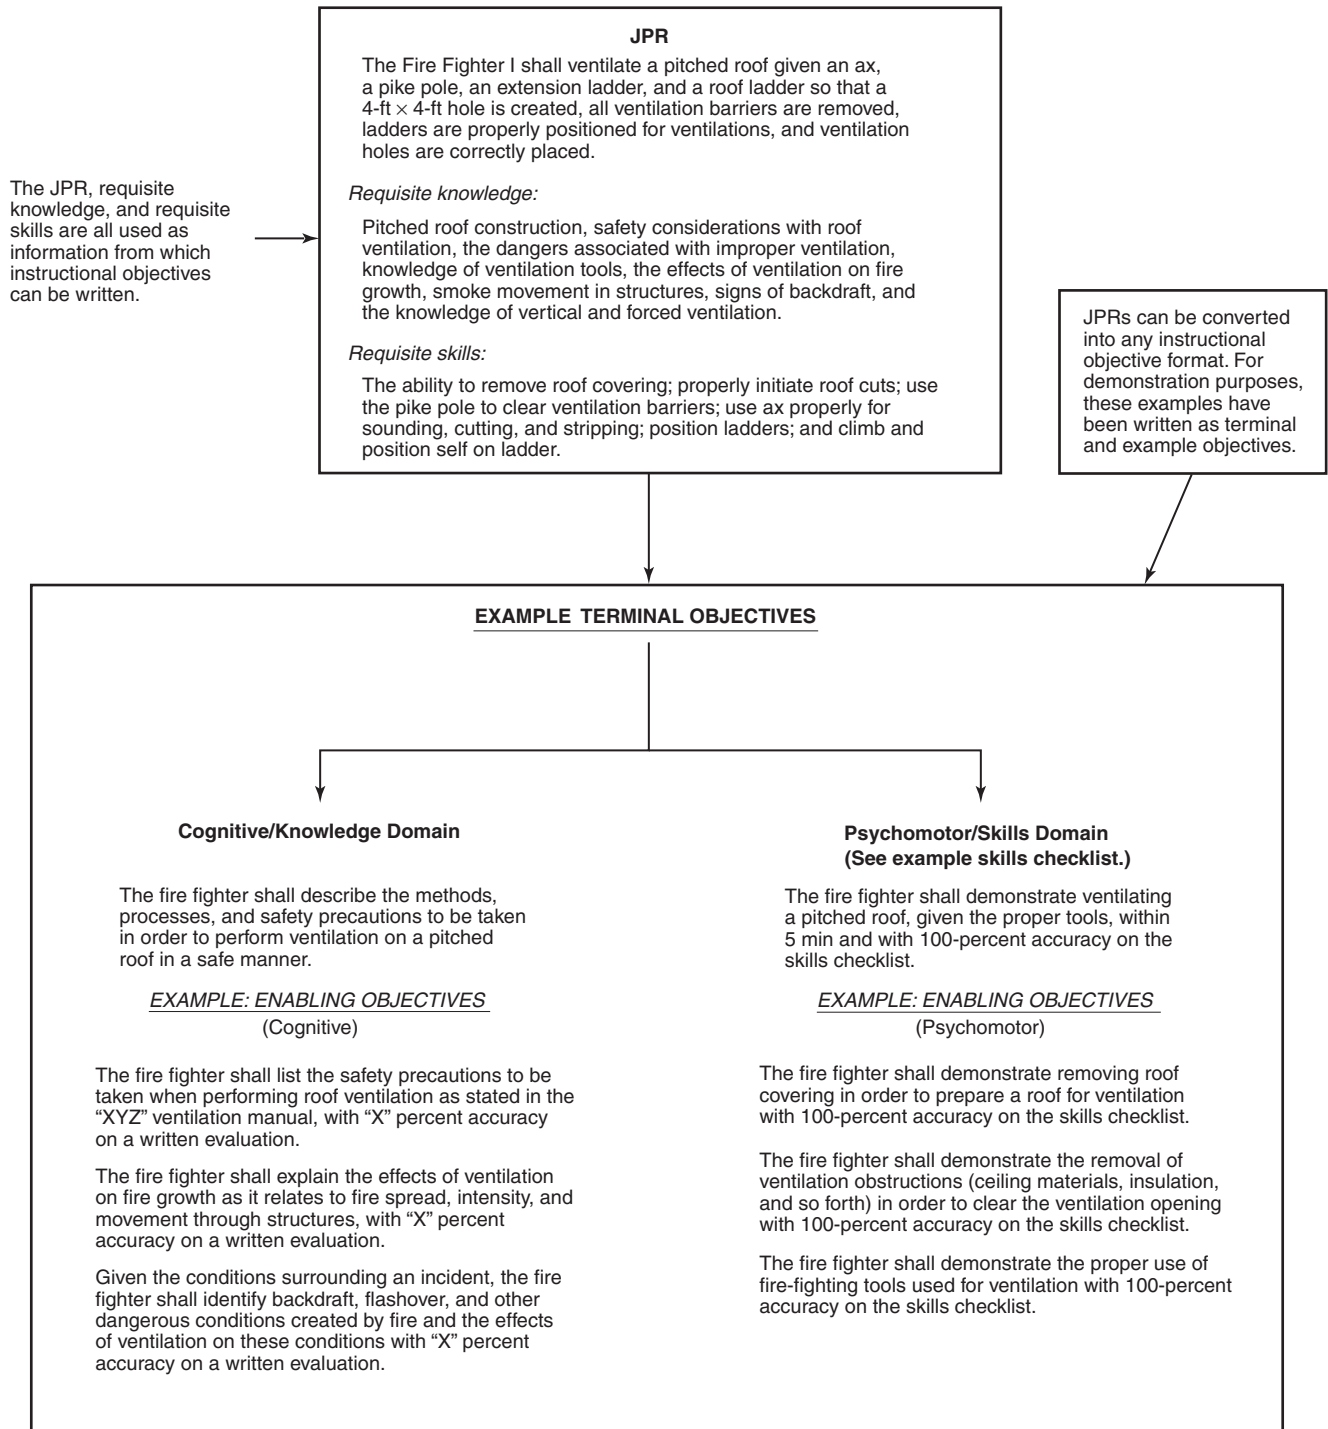 JPR
The Fire Fighter I shall ventilate a pitched roof given an ax,
a pike pole, an extension ladder, and a roof ladder so that a
4-ft × 4-ft hole is created, all ventilation barriers are removed,
ladders are properly positioned for ventilations, and ventilation
holes are correctly placed.
Requisite knowledge:
Pitched roof construction, safety considerations with roof
ventilation, the dangers associated with improper ventilation,
knowledge of ventilation tools, the effects of ventilation on fire
growth, smoke movement in structures, signs of backdraft, and
the knowledge of vertical and forced ventilation.
Requisite skills:
The ability to remove roof covering; properly initiate roof cuts; use
the pike pole to clear ventilation barriers; use ax properly for
sounding, cutting, and stripping; position ladders; and climb and
position self on ladder.
The JPR, requisite
knowledge, and requisite
skills are all used as
information from which
instructional objectives
can be written.
JPRs can be converted
into any instructional
objective format. For
demonstration purposes,
these examples have
been written as terminal
and example objectives.
EXAMPLE TERMINAL OBJECTIVES
Cognitive/Knowledge Domain
The fire fighter shall describe the methods,
processes, and safety precautions to be taken
in order to perform ventilation on a pitched
roof in a safe manner.
EXAMPLE: ENABLING OBJECTIVES
(Cognitive)
The fire fighter shall list the safety precautions to be
taken when performing roof ventilation as stated in the
“XYZ” ventilation manual, with “X” percent accuracy
on a written evaluation.
The fire fighter shall explain the effects of ventilation
on fire growth as it relates to fire spread, intensity, and
movement through structures, with “X” percent
accuracy on a written evaluation.
Given the conditions surrounding an incident, the fire
fighter shall identify backdraft, flashover, and other
dangerous conditions created by fire and the effects
of ventilation on these conditions with “X” percent
accuracy on a written evaluation.
Psychomotor/Skills Domain
(See example skills checklist.)
The fire fighter shall demonstrate ventilating
a pitched roof, given the proper tools, within
5 min and with 100-percent accuracy on the
skills checklist.
EXAMPLE: ENABLING OBJECTIVES
(Psychomotor)
The fire fighter shall demonstrate removing roof
covering in order to prepare a roof for ventilation
with 100-percent accuracy on the skills checklist.
The fire fighter shall demonstrate the removal of
ventilation obstructions (ceiling materials, insulation,
and so forth) in order to clear the ventilation opening
with 100-percent accuracy on the skills checklist.
The fire fighter shall demonstrate the proper use of
fire-fighting tools used for ventilation with 100-percent
accuracy on the skills checklist.